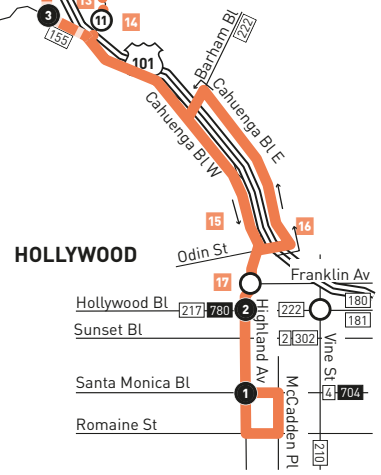 13
3
11
14
155
101
Barham Bl
222
Cahuenga Bl E
Cahuenga Bl W
15
16
HOLLYWOOD
Odin St
17
Franklin Av
Hollywood Bl
217
780
2
222
180
181
Sunset Bl
2
302
Highland Av
Vine St
Santa Monica Bl
1
4
704
McCadden Pl
Romaine St
210